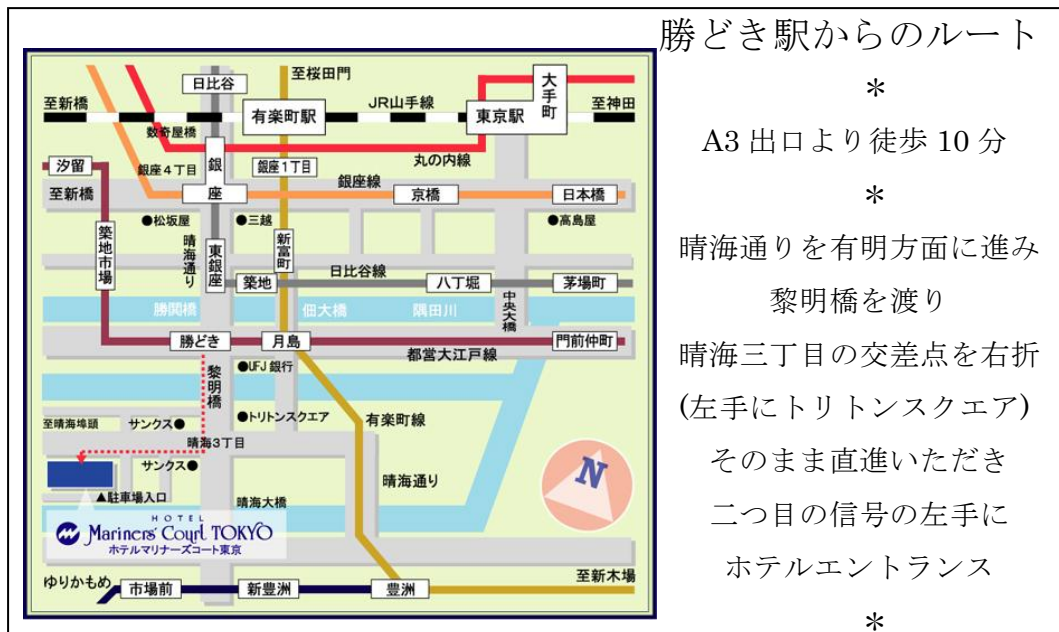 勝どき駅からのルート
*
A3 出口より徒歩 10 分
*
晴海通りを有明方面に進み
黎明橋を渡り
晴海三丁目の交差点を右折
(左手にトリトンスクエア)
そのまま直進いただき
二つ目の信号の左手に
ホテルエントランス
*
日比谷
至桜田門
大手町
至新橋
有楽町駅
JR山手線
東京駅
至神田
数寄屋橋
丸の内線
汐留
銀座4丁目
銀座
銀座1丁目
銀座線
至新橋
京橋
日本橋
●松坂屋
●三越
●高島屋
築地市場
晴海通り
東銀座
新富町
日比谷線
築地
八丁堀
茅場町
勝鬨橋
佃大橋
隅田川
中央大橋
勝どき
月島
門前仲町
都営大江戸線
黎明橋
●UFJ銀行
●トリトンスクエア
有楽町線
至晴海埠頭
サンクス●
晴海3丁目
サンクス●
N
晴海通り
▲駐車場入口
晴海大橋
HOTEL
Mariners' Court TOKYO
ホテルマリナーズコート東京
ゆりかもめ
市場前
新豊洲
豊洲
至新木場